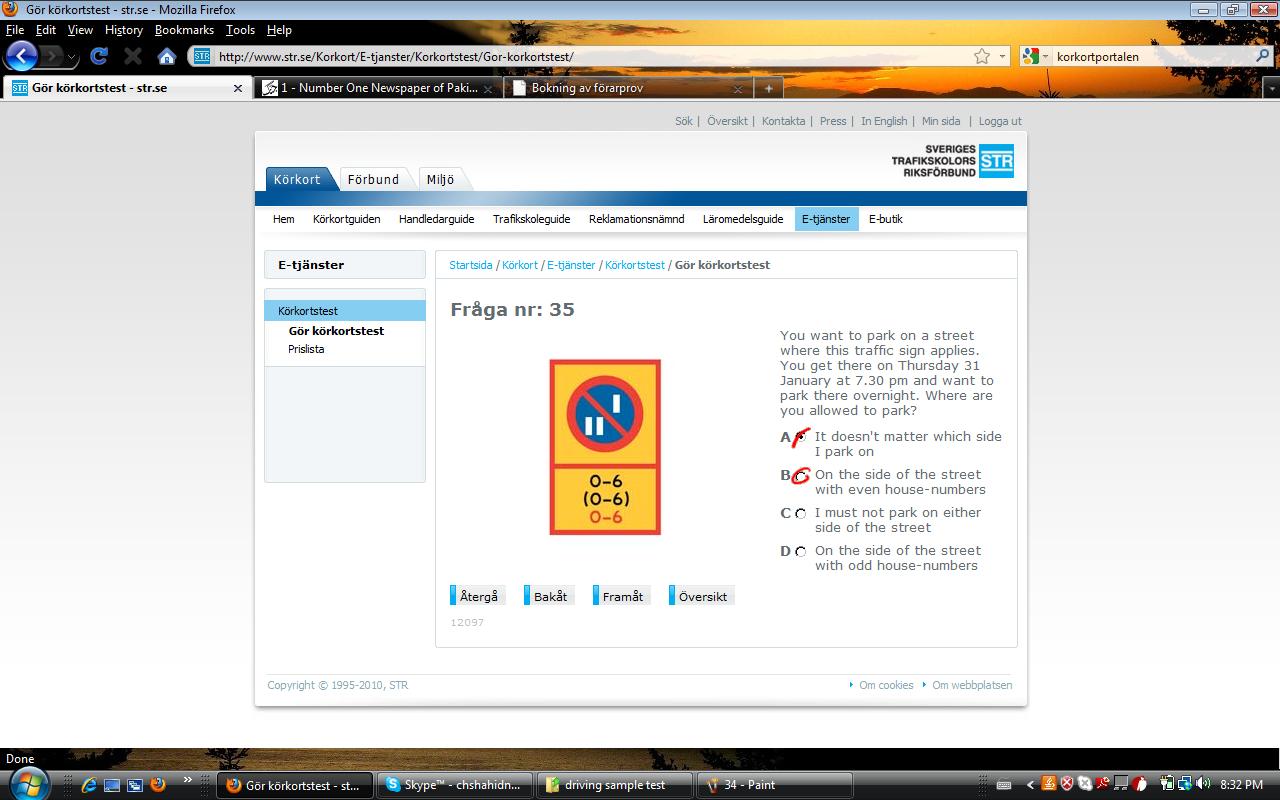 Gör körkortstest - str.se - Mozilla Firefox
File Edit View History Bookmarks Tools Help
http://www.str.se/Korkort/E-tjanster/Korkortstest/Gor-korkortstest/
korkortportalen
Gör körkortstest - str.se
1 - Number One Newspaper of Paki...
Bokning av förarprov
Sök | Översikt | Kontakta | Press | In English | Min sida | Logga ut
SVERIGES
TRAFIKSKOLORS
RIKSFÖRBUND
STR
Körkort Förbund Miljö
Hem Körkortguiden Handledarguide Trafikskoleguide Reklamationsnämnd Läromedelsguide E-tjänster E-butik
E-tjänster
Körkortstest
Gör körkortstest
Prislista
Startsida / Körkort / E-tjänster / Körkortstest / Gör körkortstest
Fråga nr: 35
0-6
(0-6)
0-6
You want to park on a street
where this traffic sign applies.
You get there on Thursday 31
January at 7.30 pm and want to
park there overnight. Where are
you allowed to park?
A It doesn't matter which side
I park on
B On the side of the street
with even house-numbers
C I must not park on either
side of the street
D On the side of the street
with odd house-numbers
Återgå Bakåt Framåt Översikt
12097
Copyright © 1995-2010, STR
Om cookies Om webbplatsen
Done
Gör körkortstest - st...
Skype™ - chshahidn...
driving sample test
34 - Paint
8:32 PM